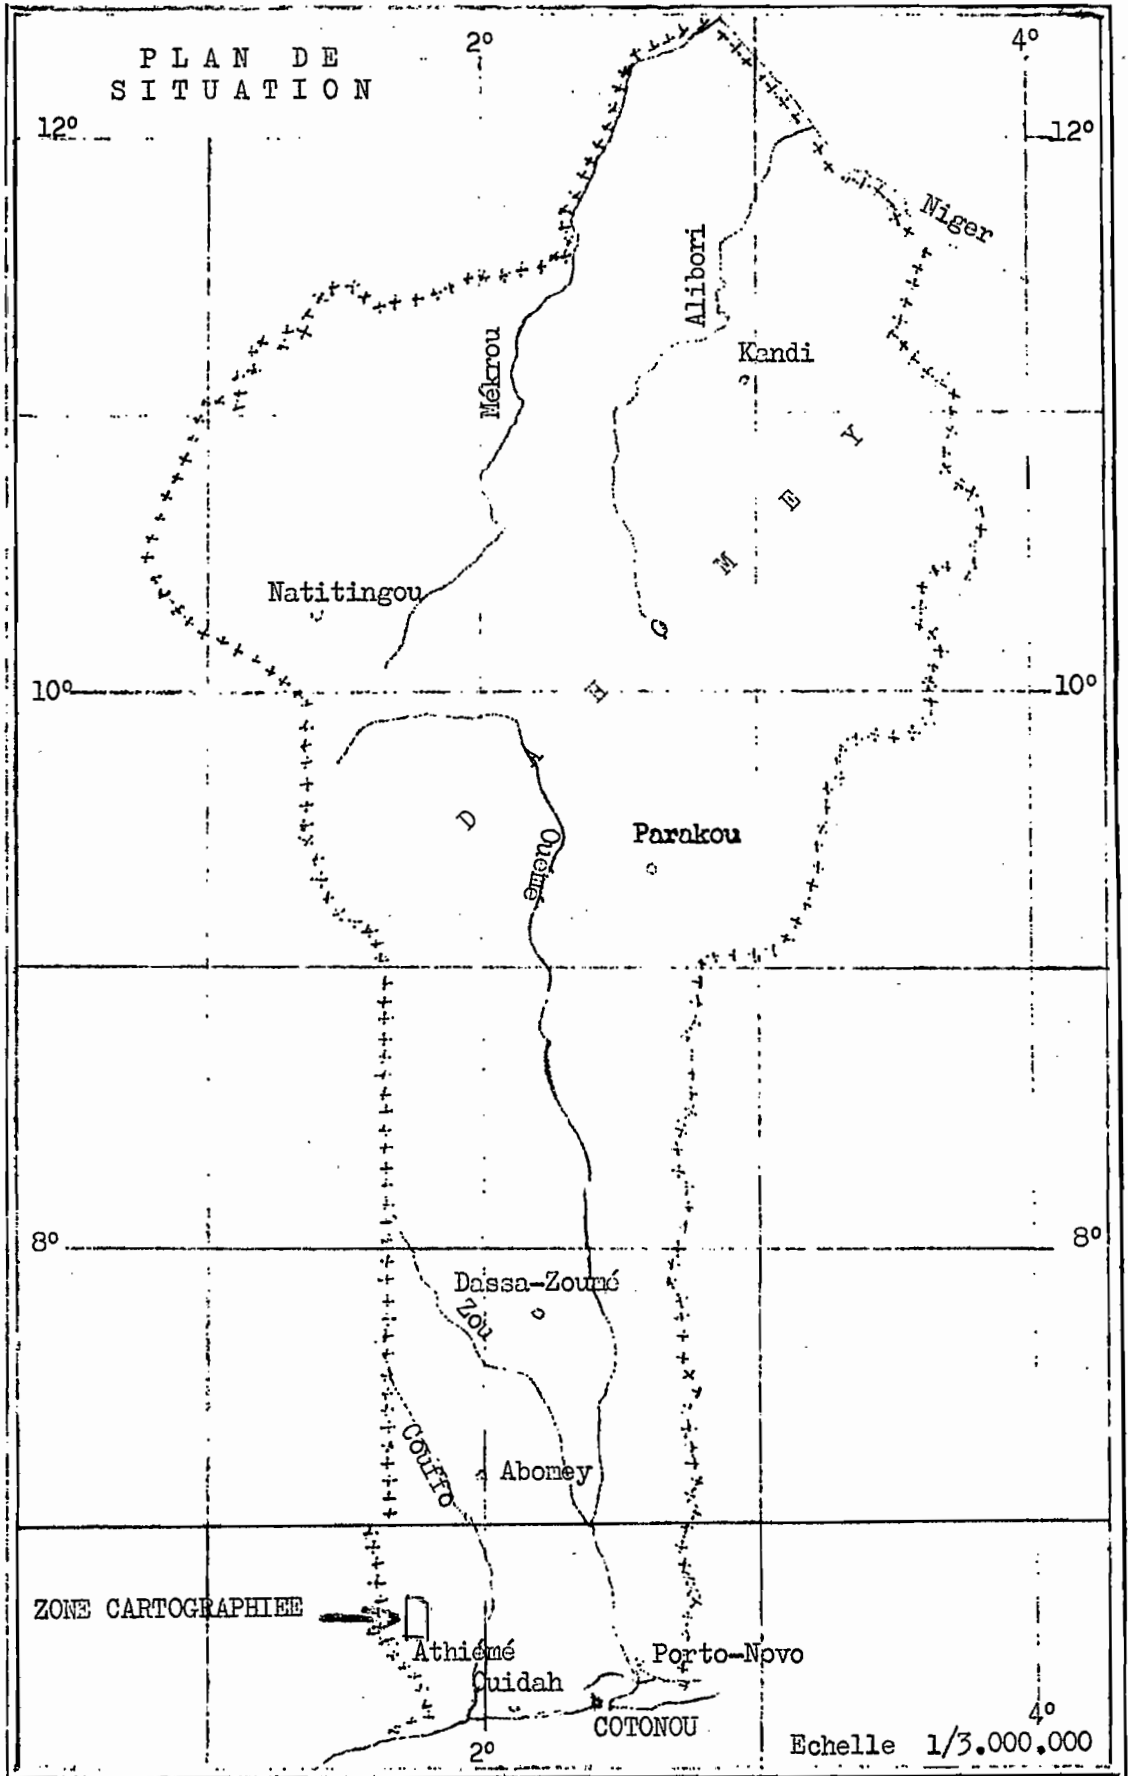 PLAN DE
SITUATION
2°
4°
12°
12°
Niger
Alibori
Mékrou
Kandi
Natitingou
10°
10°
DAHOMEY
Parakou
Ouémé
8°
8°
Dassa-Zoumé
Zou
Couffo
Abomey
ZONE CARTOGRAPHIEE
Athiémé
Porto-Novo
Ouidah
COTONOU
4°
2°
Echelle 1/3.000.000